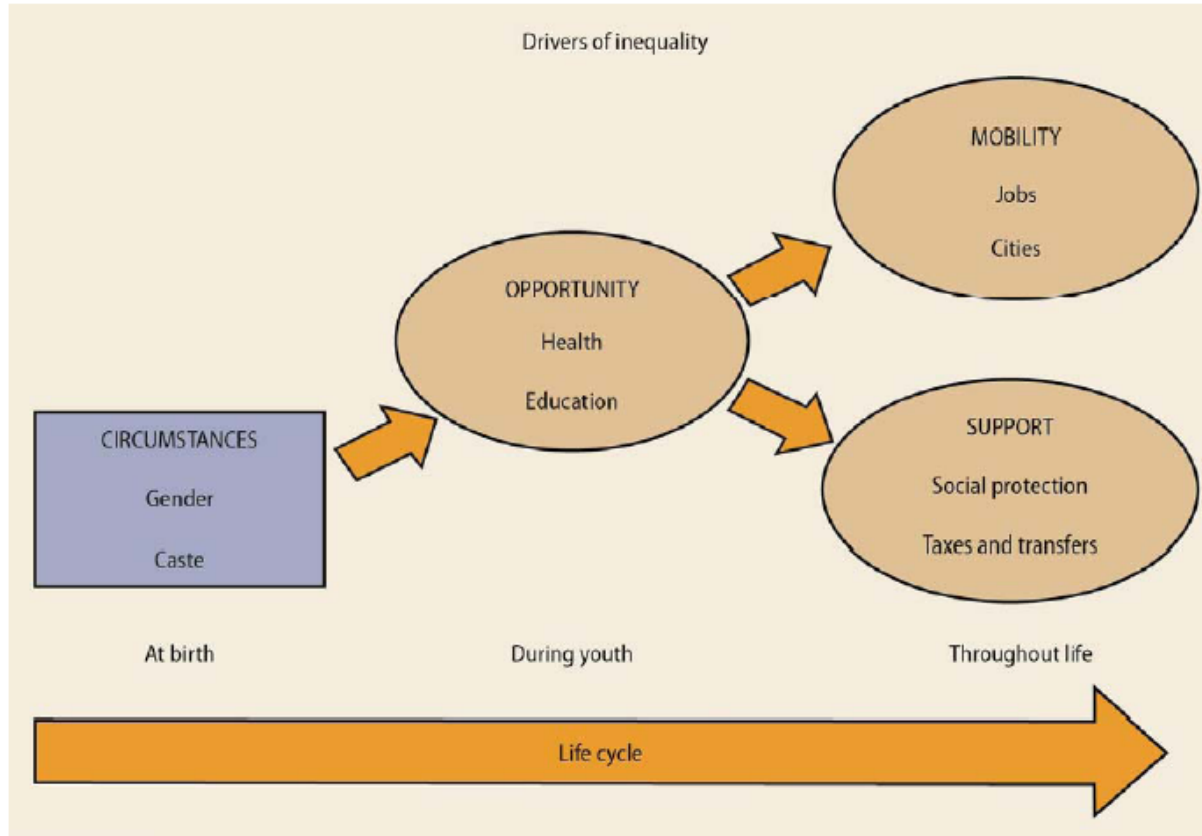 Drivers of inequality
MOBILITY
Jobs
Cities
OPPORTUNITY
Health
Education
CIRCUMSTANCES
Gender
Caste
SUPPORT
Social protection
Taxes and transfers
At birth
During youth
Throughout life
Life cycle